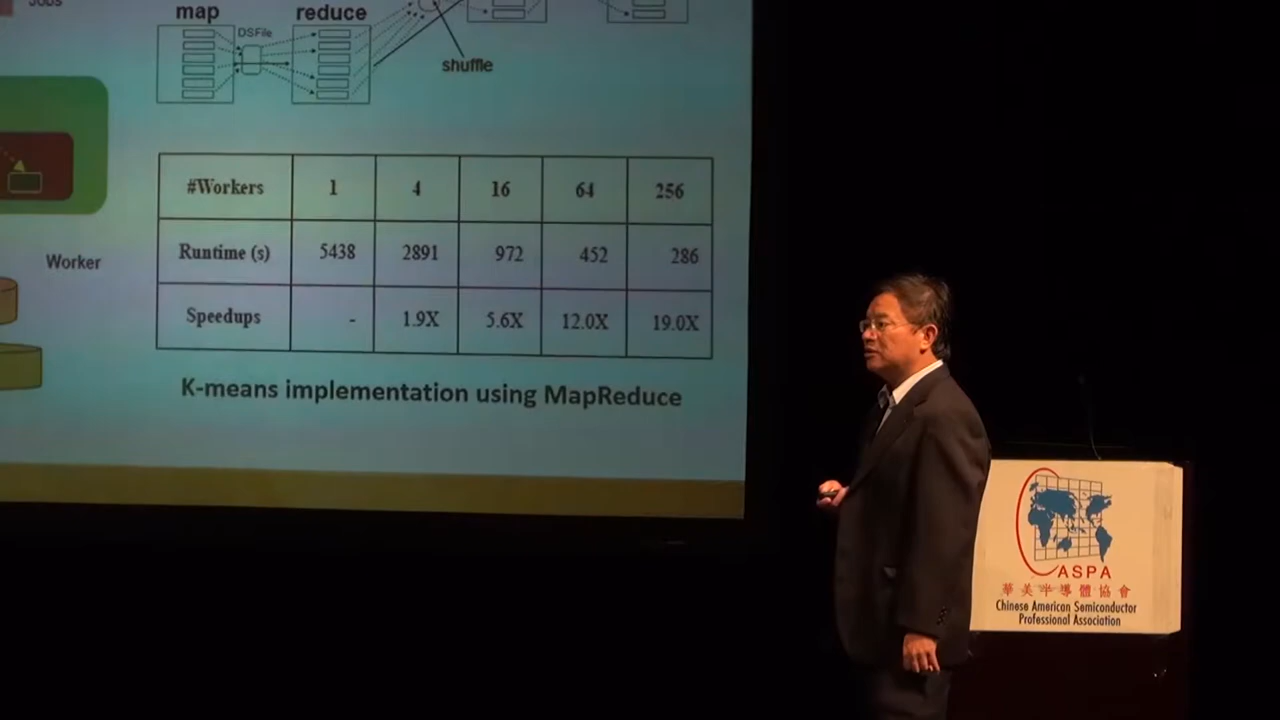 Jobs
map
reduce
DSFile
shuffle
#Workers 1 4 16 64 256
Runtime (s) 5438 2891 972 452 286
Speedups - 1.9X 5.6X 12.0X 19.0X
Worker
K-means implementation using MapReduce
CASPA
華美半導體協會
Chinese American Semiconductor
Professional Association